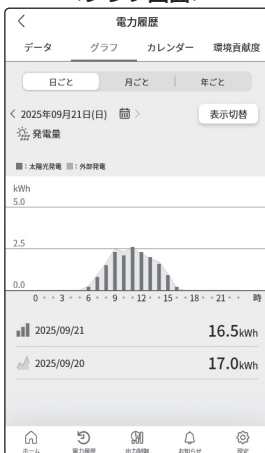 電力履歴
データ グラフ カレンダー 環境貢献度
日ごと 月ごと 年ごと
2025年09月21日(日) 表示切替
発電量
■:太陽光発電 ■:外部発電
kWh
5.0
2.5
0.0
0・・3・・6・・9・・12・・15・・18・・21・・ 時
2025/09/21 16.5kWh
2025/09/20 17.0kWh
ホーム 電力履歴 出力制御 お知らせ 設定